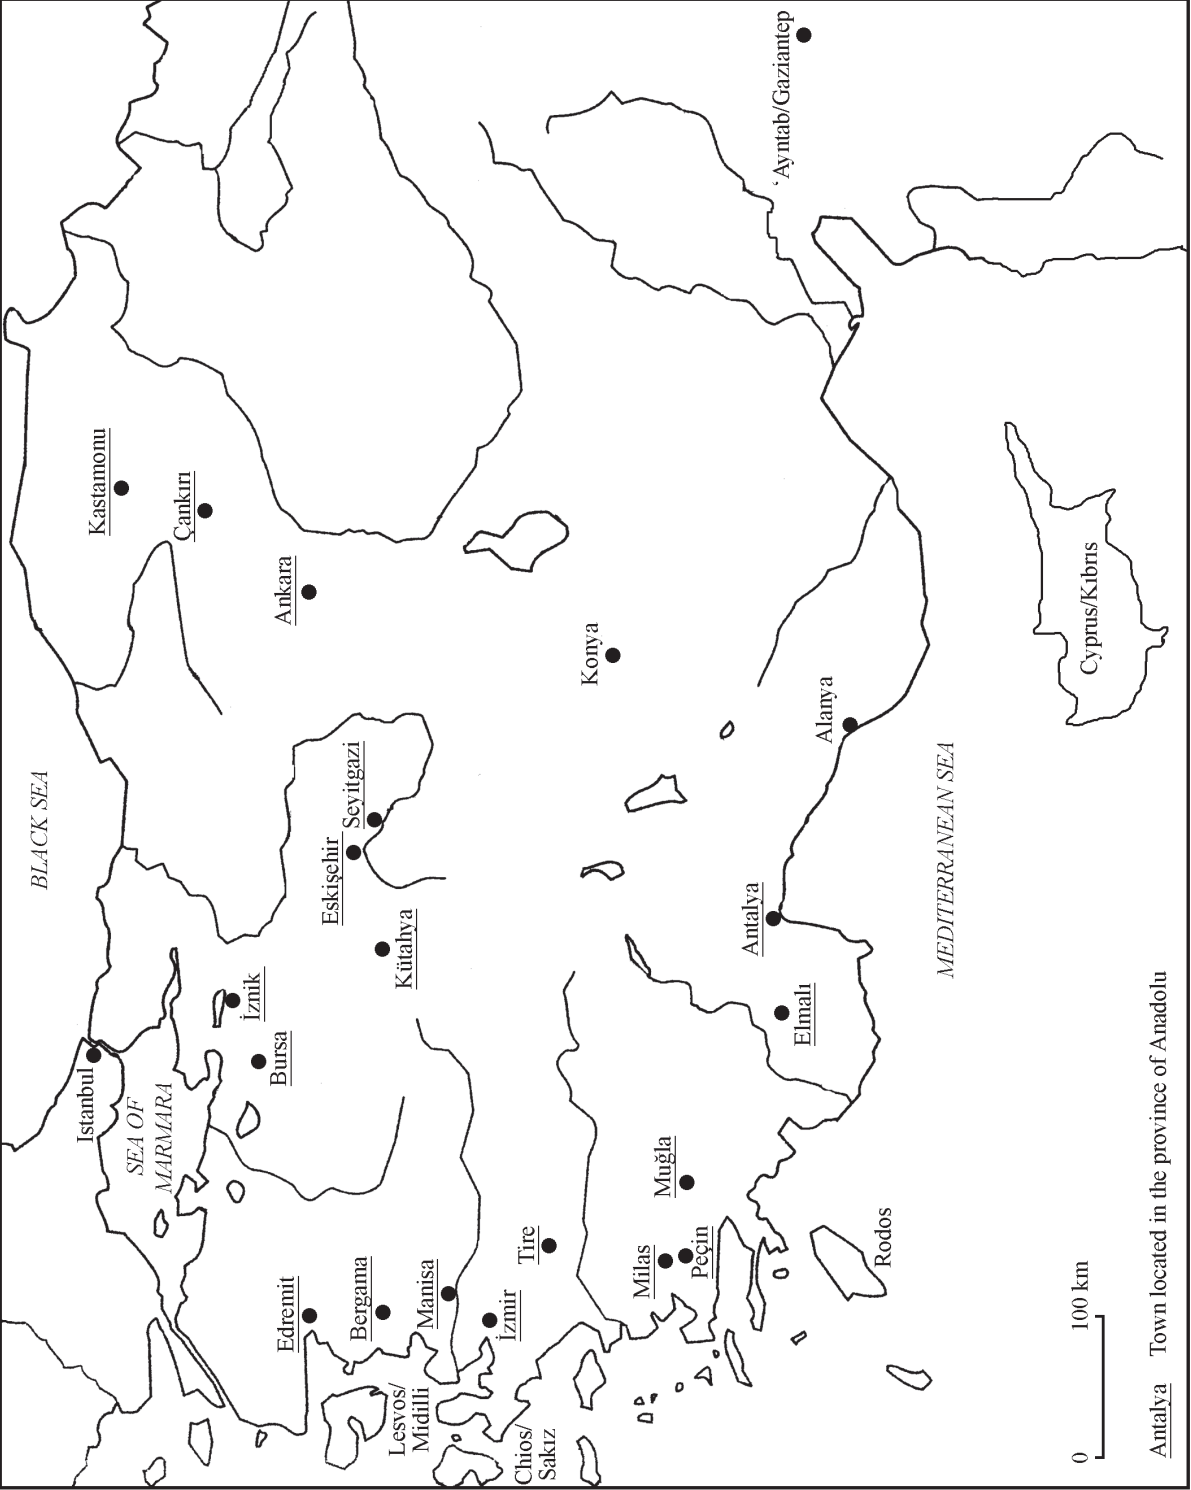 BLACK SEA
Kastamonu
Çankırı
Ankara
‘Ayntab/Gaziantep
Istanbul
SEA OF
MARMARA
İznik
Bursa
Eskişehir
Seyitgazi
Kütahya
Konya
Edremit
Bergama
Manisa
İzmir
Tire
Lesvos/
Midilli
Chios/
Sakız
Milas
Peçin
Muğla
Elmalı
Antalya
Alanya
Rodos
MEDITERRANEAN SEA
Cyprus/Kıbrıs
0 100 km
Antalya Town located in the province of Anadolu